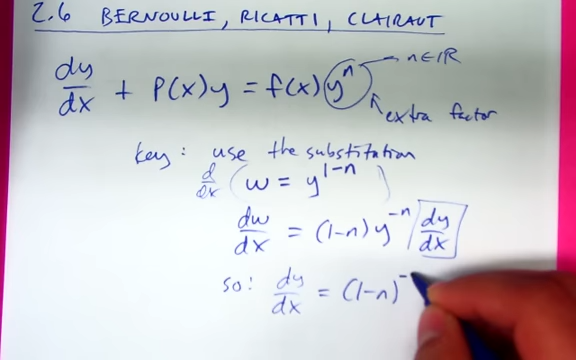 2.6 BERNOULLI, RICATTI, CLAIRAUT
dy/dx + P(x)y = f(x) y^n → n∈ℝ
↖ extra factor
key: use the substitution
d/dx ( w = y^{1-n} )
dw/dx = (1-n) y^{-n} dy/dx
so: dy/dx = (1-n)^-